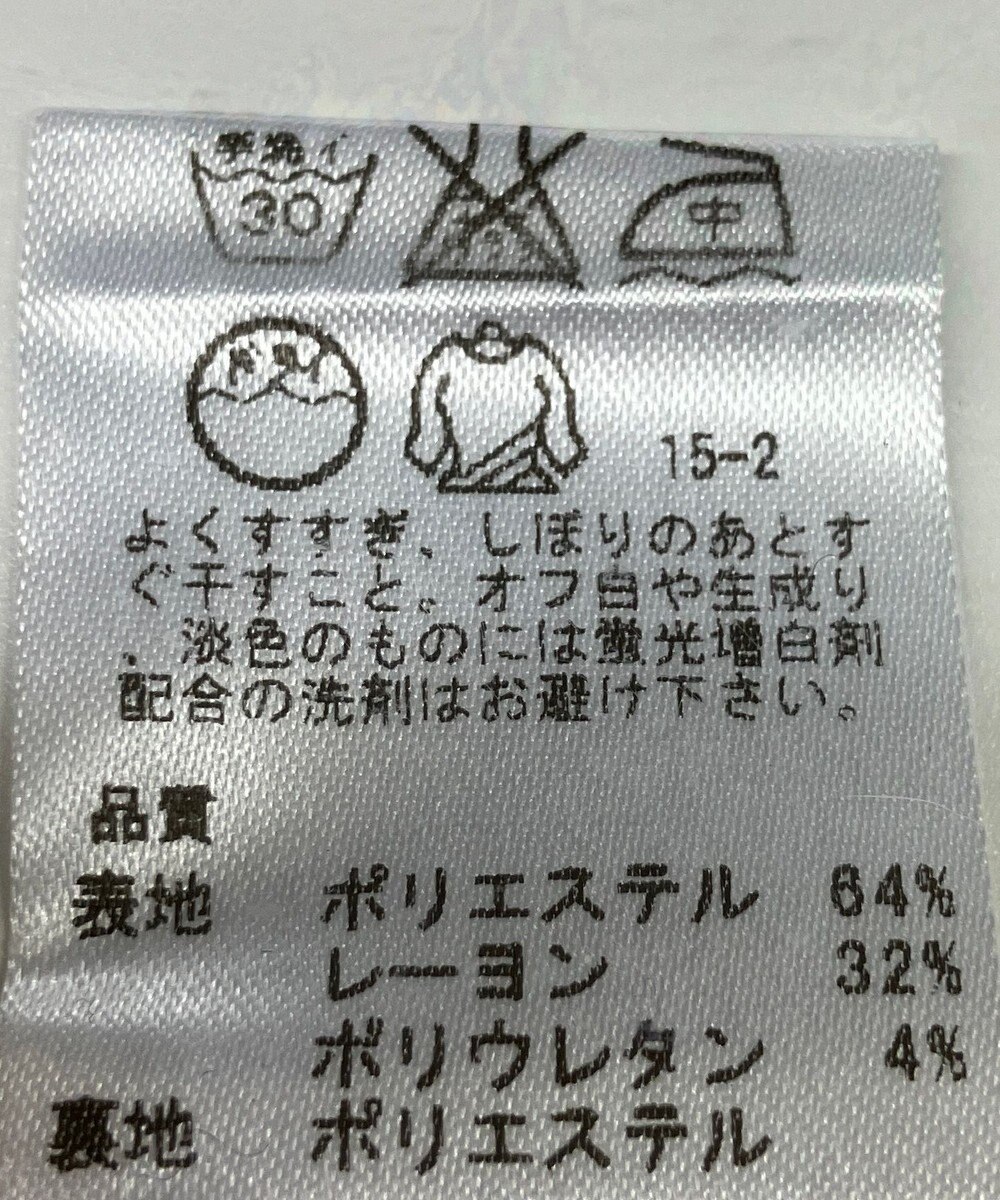 手洗イ
30
中
ドライ
15-2
よくすすぎ、しぼりのあとす
ぐ干すこと。オフ白や生成り
、淡色のものには蛍光増白剤
配合の洗剤はお避け下さい。
品質
表地 ポリエステル 64%
レーヨン 32%
ポリウレタン 4%
裏地 ポリエステル